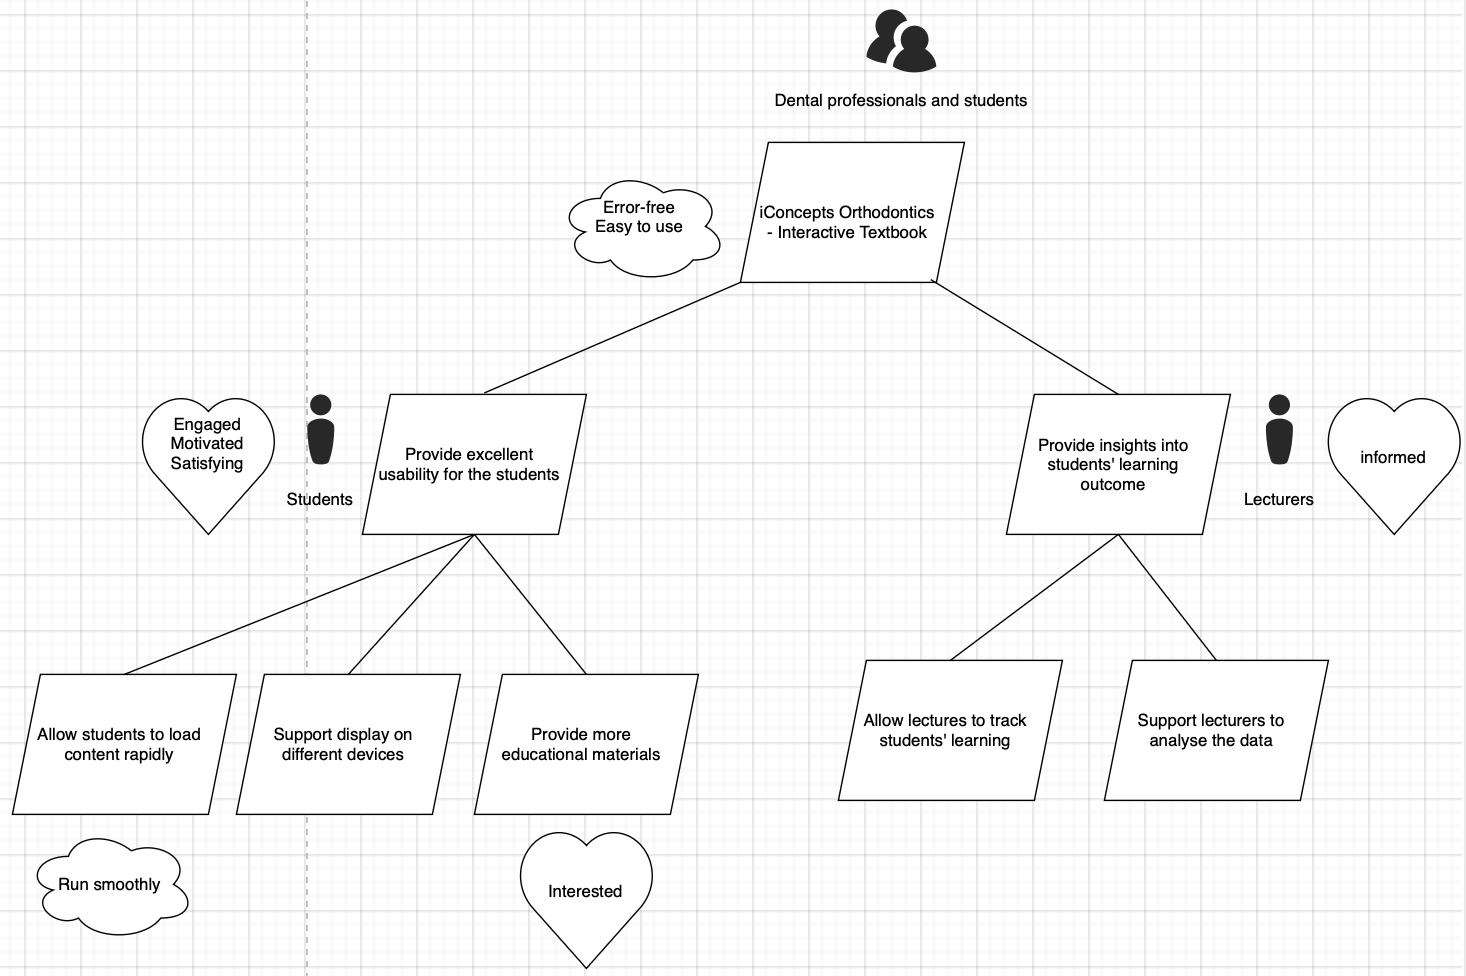 Dental professionals and students
iConcepts Orthodontics
- Interactive Textbook
Error-free
Easy to use
Engaged
Motivated
Satisfying
Students
Provide excellent
usability for the students
Provide insights into
students' learning
outcome
Lecturers
informed
Allow students to load
content rapidly
Support display on
different devices
Provide more
educational materials
Allow lectures to track
students' learning
Support lecturers to
analyse the data
Run smoothly
Interested